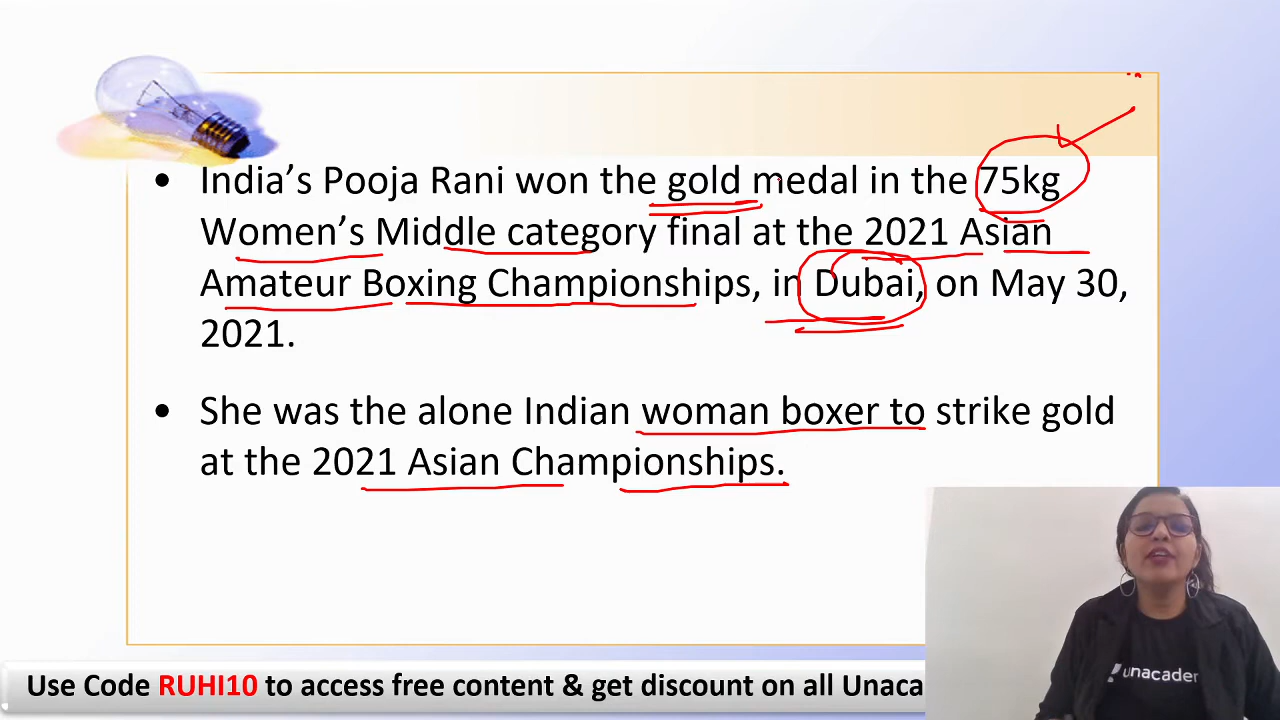 • India’s Pooja Rani won the gold medal in the 75kg
Women’s Middle category final at the 2021 Asian
Amateur Boxing Championships, in Dubai, on May 30,
2021.
• She was the alone Indian woman boxer to strike gold
at the 2021 Asian Championships.
unacader
Use Code RUHI10 to access free content & get discount on all Unaca